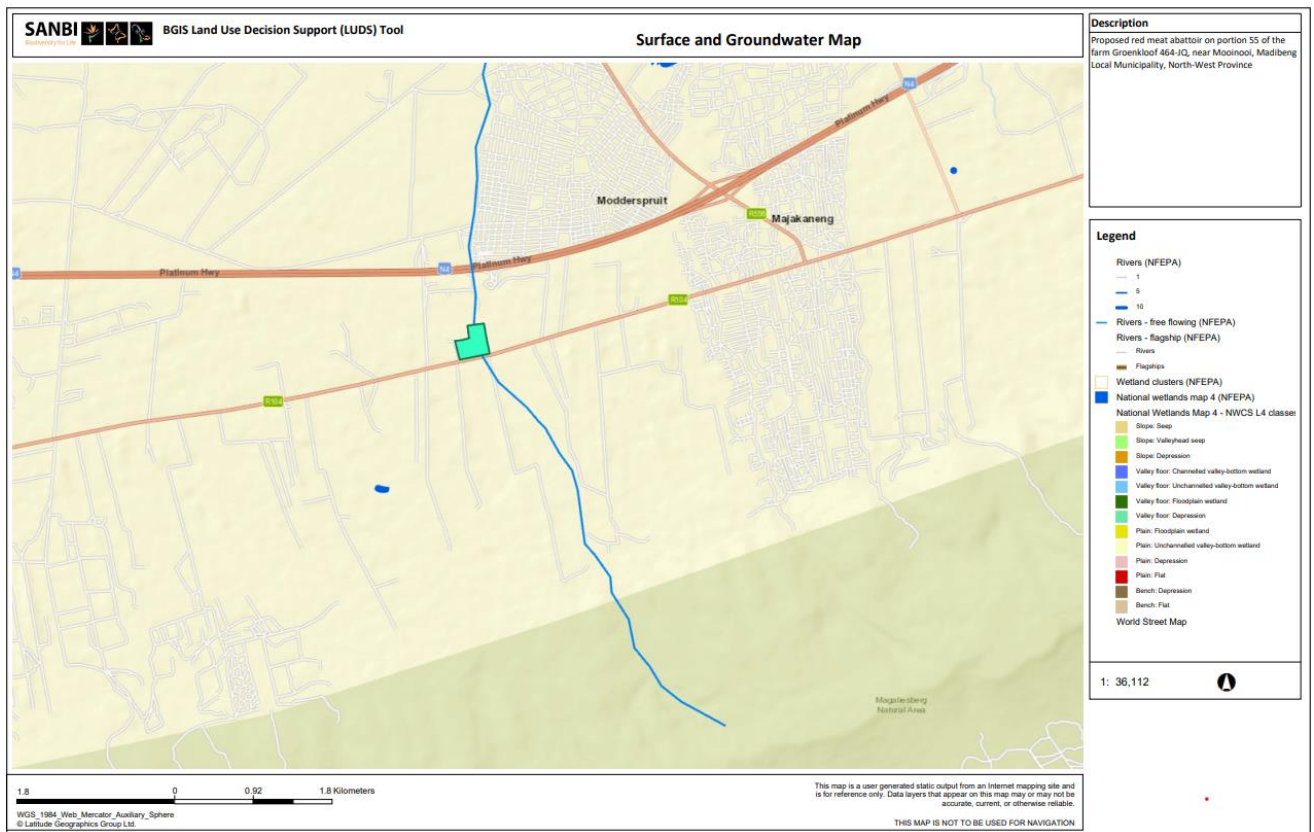 SANBI
Biodiversity for Life
BGIS Land Use Decision Support (LUDS) Tool
Surface and Groundwater Map
Description
Proposed red meat abattoir on portion 55 of the
farm Groenkloof 464-JQ, near Mooinooi, Madibeng
Local Municipality, North-West Province
N4
Platinum Hwy
Modderspruit
R556
Majakaneng
N4
Platinum Hwy
N4
Platinum Hwy
R104
R104
Magaliesberg
Natural Area
Legend
Rivers (NFEPA)
1
5
10
Rivers - free flowing (NFEPA)
Rivers - flagship (NFEPA)
Rivers
Flagships
Wetland clusters (NFEPA)
National wetlands map 4 (NFEPA)
National Wetlands Map 4 - NWCS L4 classes
Slope: Seep
Slope: Valleyhead seep
Slope: Depression
Valley floor: Channelled valley-bottom wetland
Valley floor: Unchannelled valley-bottom wetland
Valley floor: Floodplain wetland
Valley floor: Depression
Plain: Floodplain wetland
Plain: Unchannelled valley-bottom wetland
Plain: Depression
Plain: Flat
Bench: Depression
Bench: Flat
World Street Map
1: 36,112
1.8 0 0.92 1.8 Kilometers
WGS_1984_Web_Mercator_Auxiliary_Sphere
© Latitude Geographics Group Ltd.
This map is a user generated static output from an Internet mapping site and
is for reference only. Data layers that appear on this map may or may not be
accurate, current, or otherwise reliable.
THIS MAP IS NOT TO BE USED FOR NAVIGATION